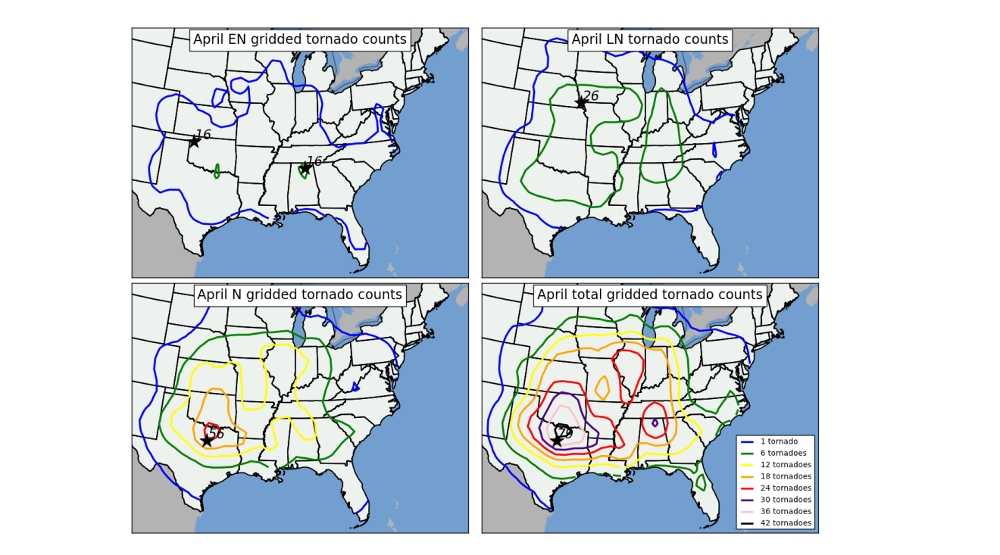 April EN gridded tornado counts
April LN tornado counts
16
16
26
April N gridded tornado counts
April total gridded tornado counts
56
79
1 tornado
6 tornadoes
12 tornadoes
18 tornadoes
24 tornadoes
30 tornadoes
36 tornadoes
42 tornadoes